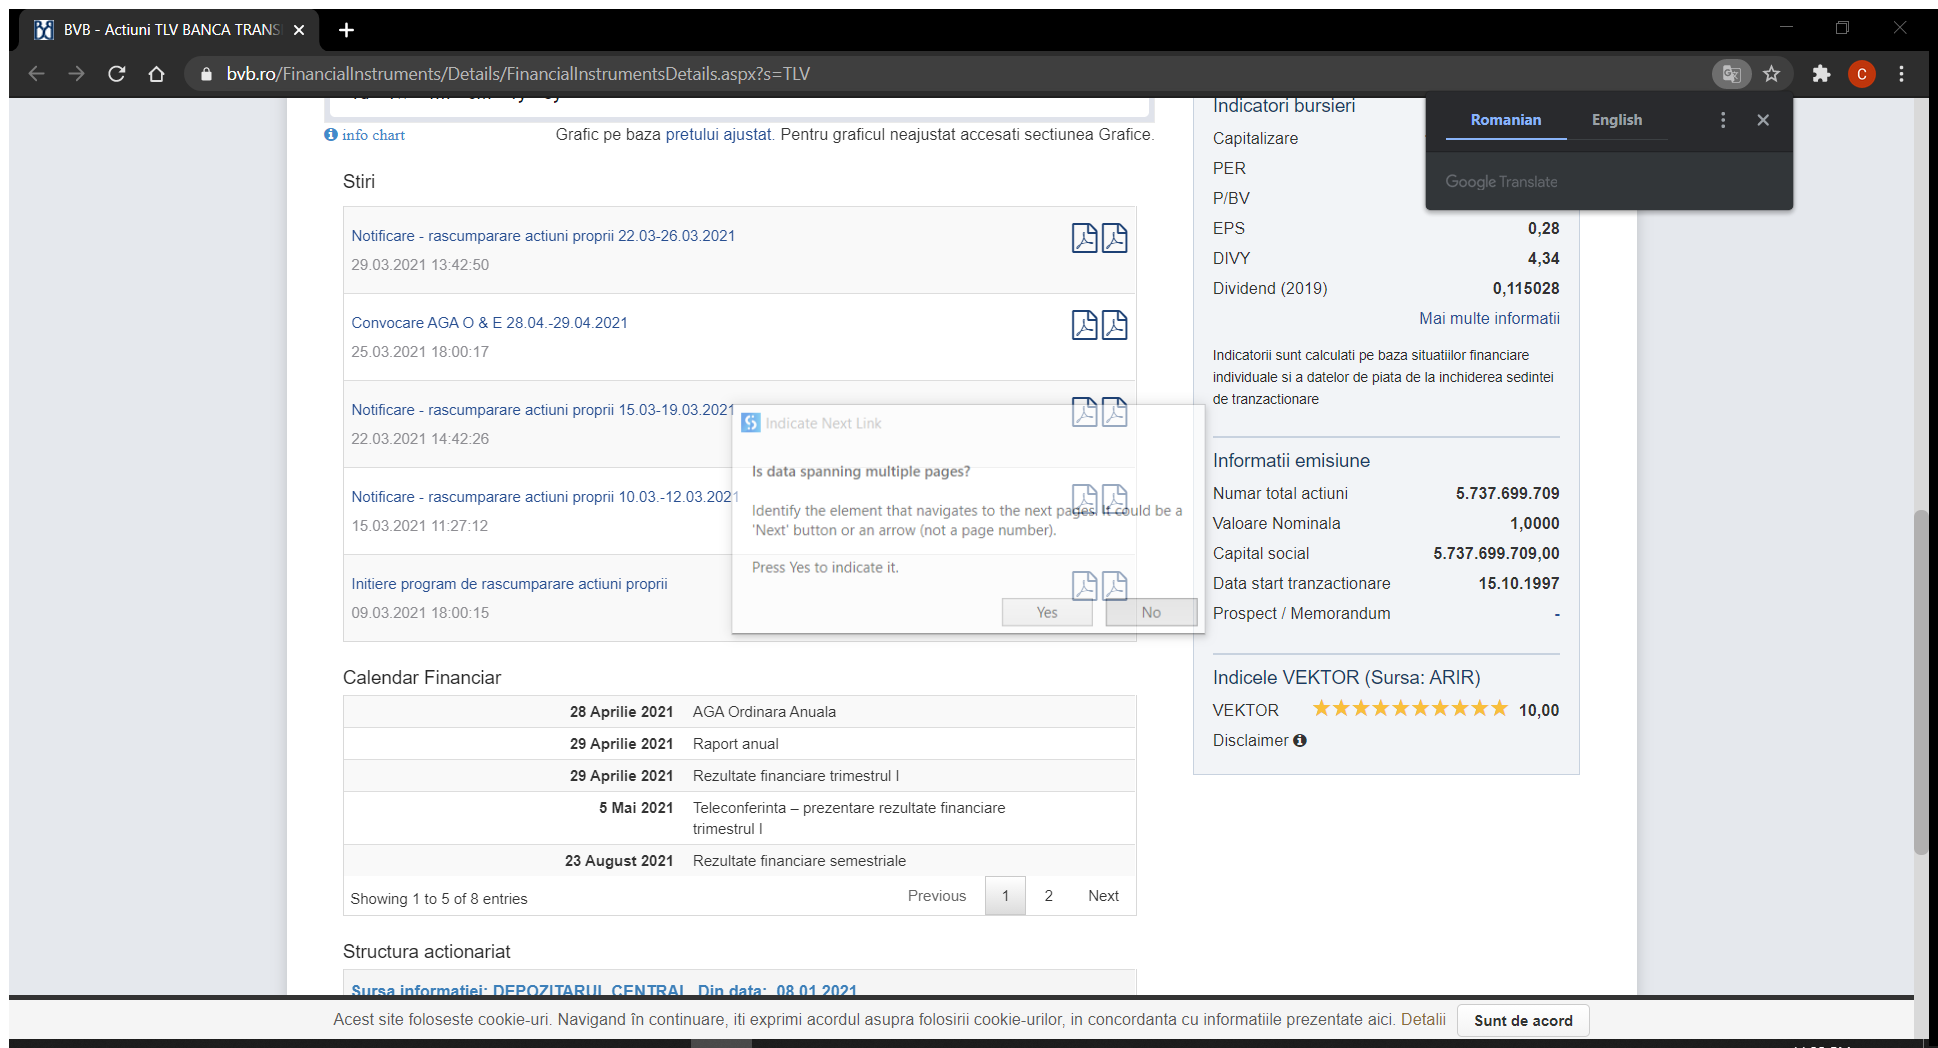 BVB - Actiuni TLV BANCA TRANS
bvb.ro/FinancialInstruments/Details/FinancialInstrumentsDetails.aspx?s=TLV
C
Romanian English
Google Translate
info chart
Grafic pe baza pretului ajustat. Pentru graficul neajustat accesati sectiunea Grafice.
Stiri
Notificare - rascumparare actiuni proprii 22.03-26.03.2021
29.03.2021 13:42:50
Convocare AGA O & E 28.04.-29.04.2021
25.03.2021 18:00:17
Notificare - rascumparare actiuni proprii 15.03-19.03.2021
22.03.2021 14:42:26
Notificare - rascumparare actiuni proprii 10.03.-12.03.2021
15.03.2021 11:27:12
Initiere program de rascumparare actiuni proprii
09.03.2021 18:00:15
Indicate Next Link
Is data spanning multiple pages?
Identify the element that navigates to the next pages. It could be a
'Next' button or an arrow (not a page number).
Press Yes to indicate it.
Yes No
Calendar Financiar
28 Aprilie 2021 AGA Ordinara Anuala
29 Aprilie 2021 Raport anual
29 Aprilie 2021 Rezultate financiare trimestrul I
5 Mai 2021 Teleconferinta – prezentare rezultate financiare
trimestrul I
23 August 2021 Rezultate financiare semestriale
Showing 1 to 5 of 8 entries
Previous 1 2 Next
Structura actionariat
Sursa informatiei: DEPOZITARUL CENTRAL Din data: 08.01.2021
Indicatori bursieri
Capitalizare
PER
P/BV
EPS 0,28
DIVY 4,34
Dividend (2019) 0,115028
Mai multe informatii
Indicatorii sunt calculati pe baza situatiilor financiare
individuale si a datelor de piata de la inchiderea sedintei
de tranzactionare
Informatii emisiune
Numar total actiuni 5.737.699.709
Valoare Nominala 1,0000
Capital social 5.737.699.709,00
Data start tranzactionare 15.10.1997
Prospect / Memorandum -
Indicele VEKTOR (Sursa: ARIR)
VEKTOR 10,00
Disclaimer
Acest site foloseste cookie-uri. Navigand în continuare, iti exprimi acordul asupra folosirii cookie-urilor, in concordanta cu informatiile prezentate aici. Detalii
Sunt de acord